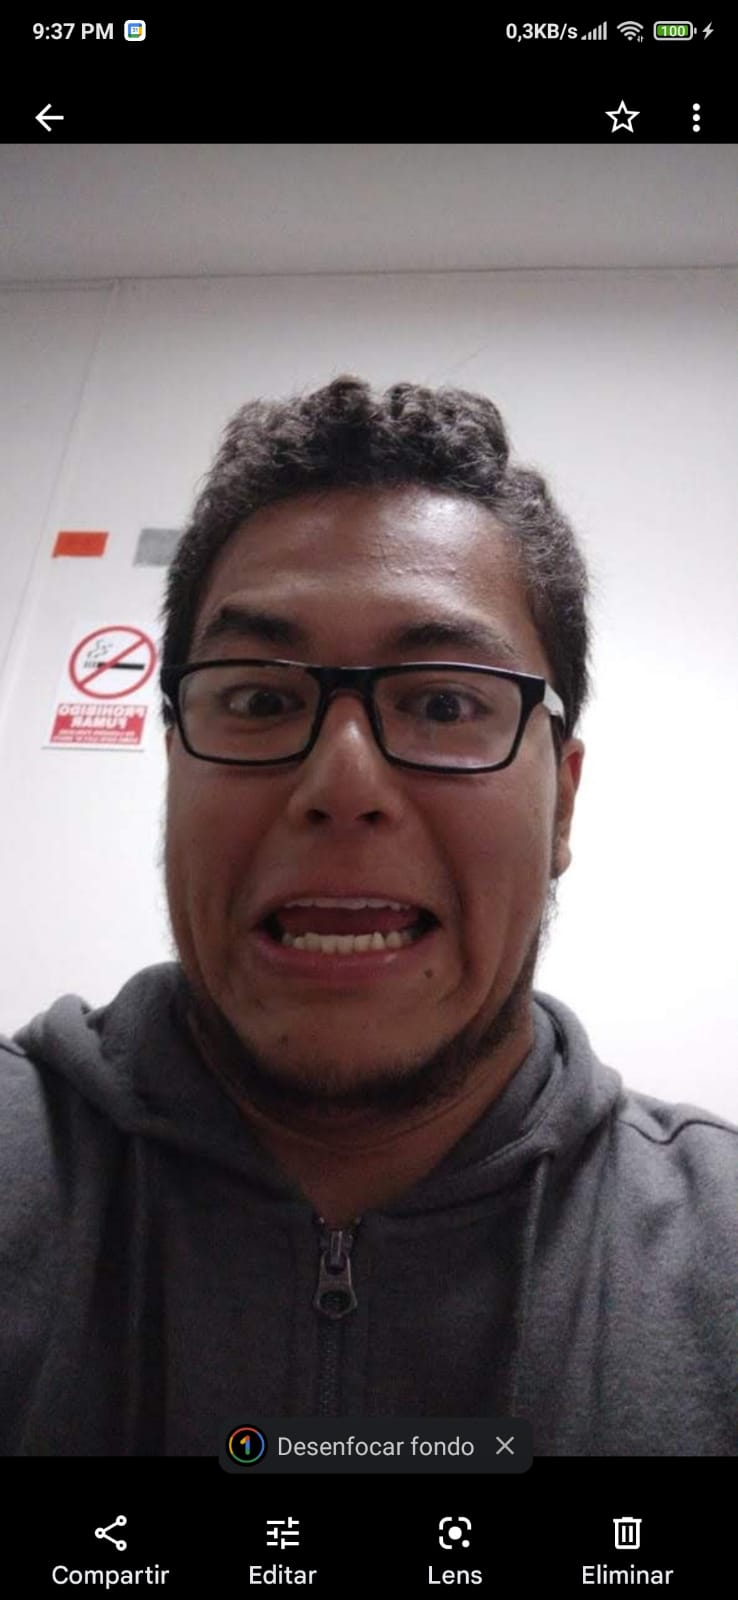 9:37 PM
0,3KB/s
100
PROHIBIDO
FUMAR
Desenfocar fondo
Compartir
Editar
Lens
Eliminar